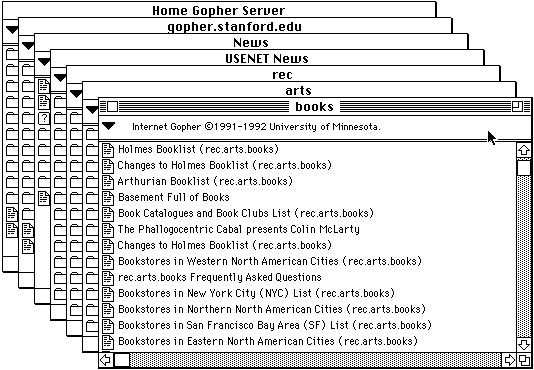 Home Gopher Server
gopher.stanford.edu
News
USENET News
rec
arts
books
Internet Gopher ©1991-1992 University of Minnesota.
Holmes Booklist (rec.arts.books)
Changes to Holmes Booklist (rec.arts.books)
Arthurian Booklist (rec.arts.books)
Basement Full of Books
Book Catalogues and Book Clubs List (rec.arts.books)
The Phallogocentric Cabal presents Colin McLarty
Changes to Holmes Booklist (rec.arts.books)
Bookstores in Western North American Cities (rec.arts.books)
rec.arts.books Frequently Asked Questions
Bookstores in New York City (NYC) List (rec.arts.books)
Bookstores in Northern North American Cities (rec.arts.books)
Bookstores in San Francisco Bay Area (SF) List (rec.arts.books)
Bookstores in Eastern North American Cities (rec.arts.books)